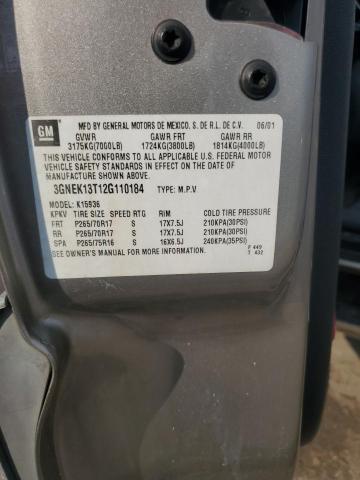 GM
MFD BY GENERAL MOTORS DE MEXICO, S. DE R.L. DE C.V. 06/01
GVWR GAWR FRT GAWR RR
3175KG(7000LB) 1724KG(3800LB) 1814KG(4000LB)
THIS VEHICLE CONFORMS TO ALL APPLICABLE U.S. FEDERAL MOTOR
VEHICLE SAFETY STANDARDS IN EFFECT ON THE DATE OF
MANUFACTURE SHOWN ABOVE.
3GNEK13T12G110184 TYPE: M.P.V.
MODEL: K15936
KPKV TIRE SIZE SPEED RTG RIM COLD TIRE PRESSURE
FRT P265/70R17 S 17X7.5J 210KPA(30PSI)
RR P265/70R17 S 17X7.5J 210KPA(30PSI)
SPA P265/75R16 S 16X6.5J 240KPA(35PSI)
SEE OWNER'S MANUAL FOR MORE INFORMATION. F 449
T 432